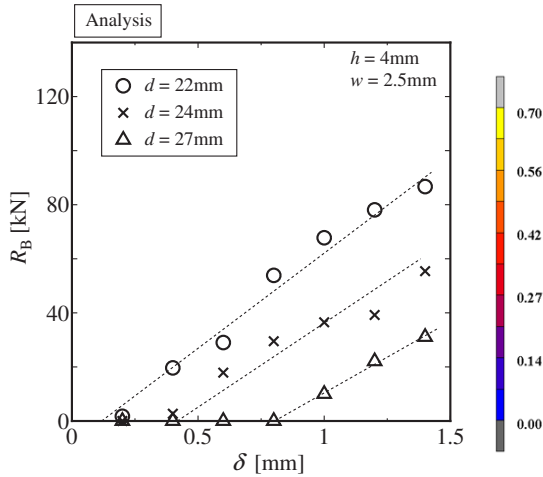 Analysis
h = 4mm
w = 2.5mm
d = 22mm
d = 24mm
d = 27mm
120
80
40
0
R_B [kN]
0 0.5 1 1.5
δ [mm]
0.70
0.56
0.42
0.27
0.14
0.00